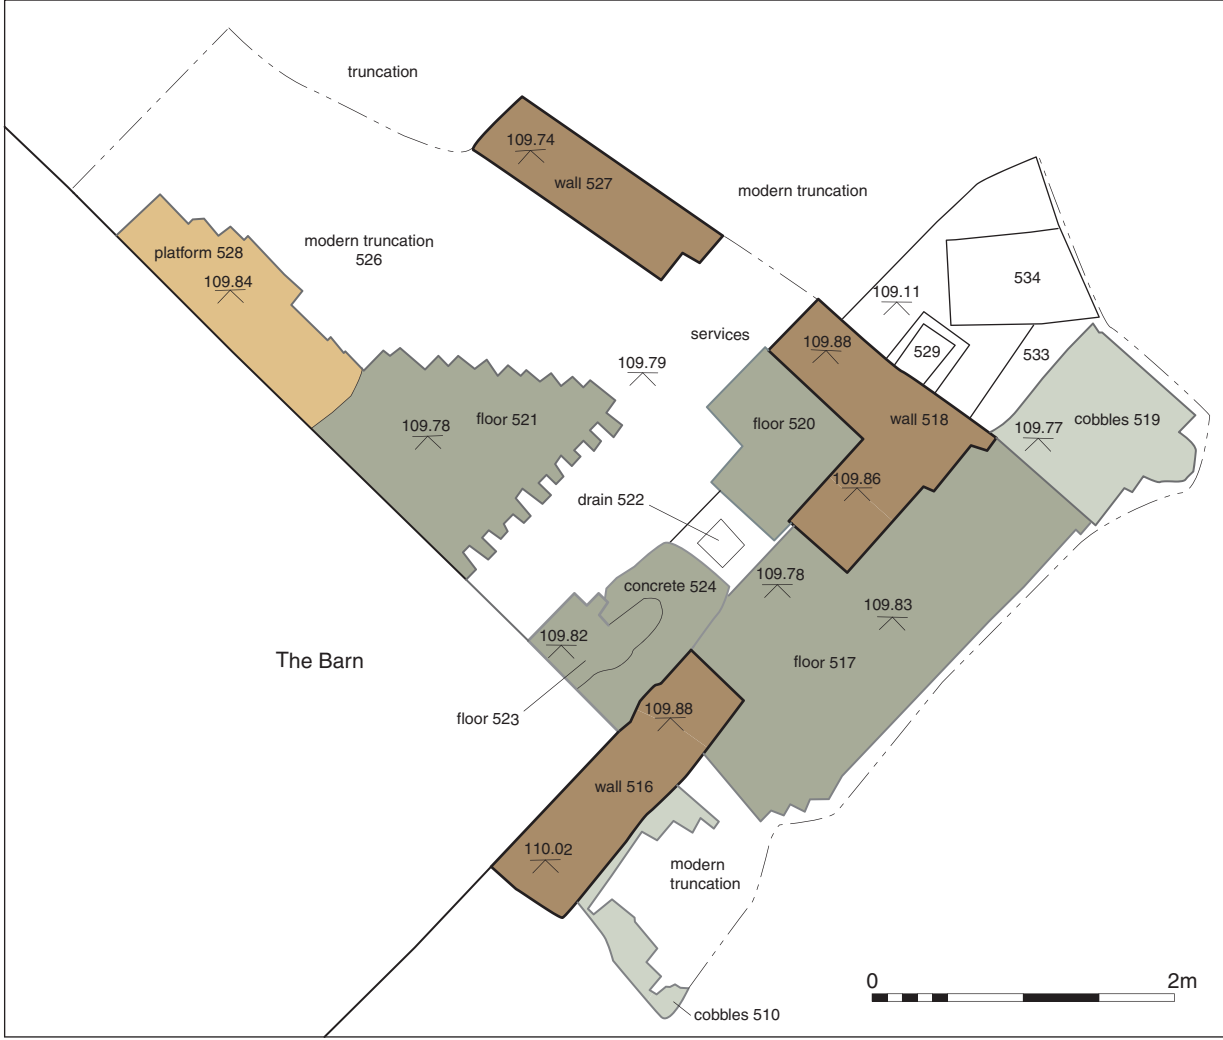 truncation
109.74
wall 527
modern truncation
platform 528
modern truncation
526
109.84
109.11
534
services
109.88
529
533
109.79
floor 521
109.78
floor 520
wall 518
109.77
cobbles 519
109.86
drain 522
concrete 524
109.78
109.83
109.82
The Barn
floor 517
floor 523
109.88
wall 516
110.02
modern
truncation
0
2m
cobbles 510